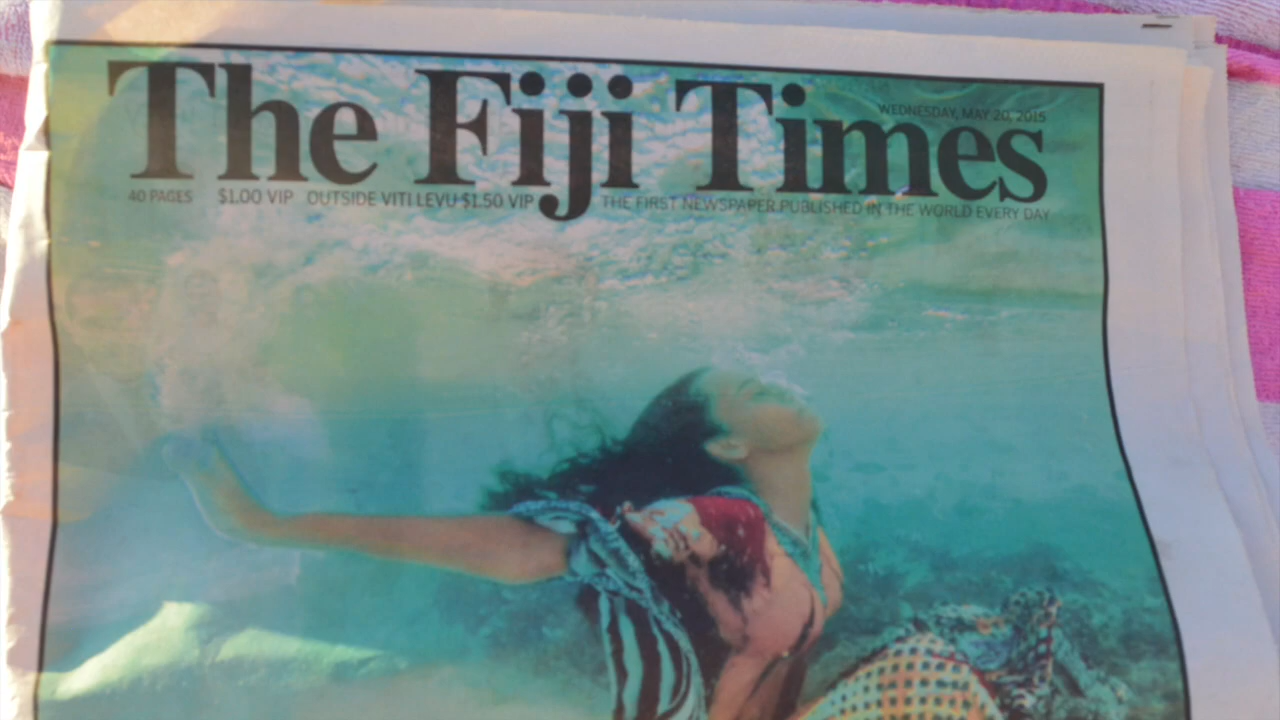 The Fiji Times
WEDNESDAY, MAY 20, 2015
40 PAGES $1.00 VIP OUTSIDE VITI LEVU $1.50 VIP THE FIRST NEWSPAPER PUBLISHED IN THE WORLD EVERY DAY